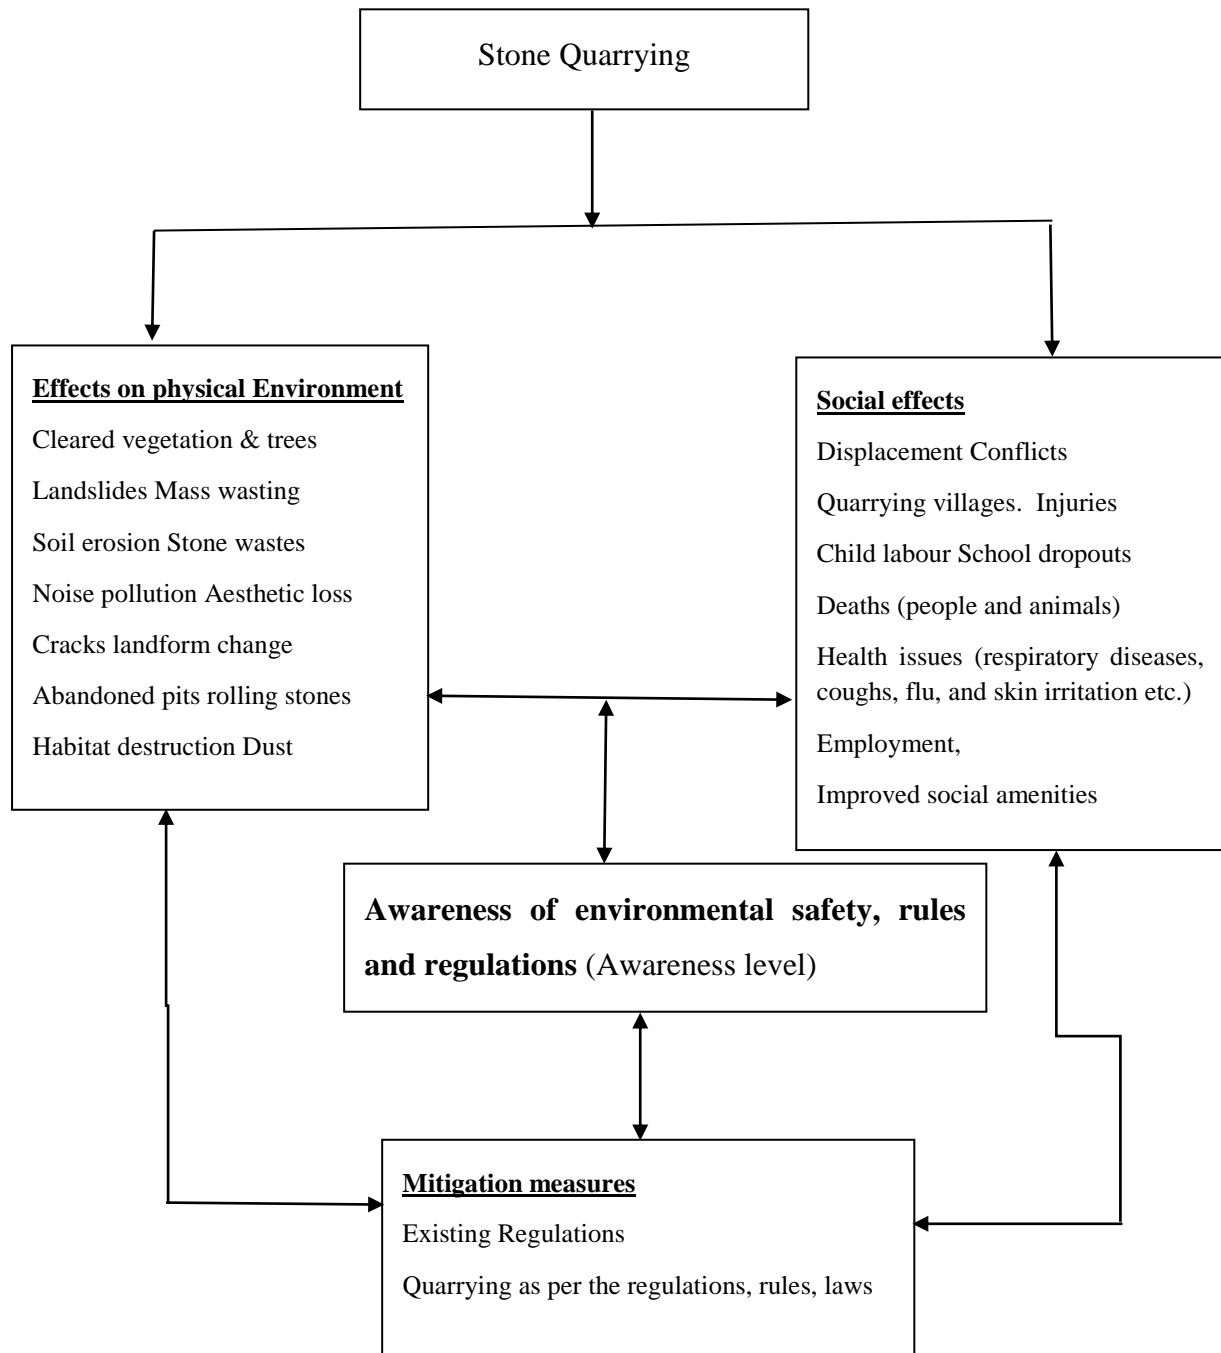 Stone Quarrying
Effects on physical Environment
Cleared vegetation & trees
Landslides Mass wasting
Soil erosion Stone wastes
Noise pollution Aesthetic loss
Cracks landform change
Abandoned pits rolling stones
Habitat destruction Dust
Social effects
Displacement Conflicts
Quarrying villages. Injuries
Child labour School dropouts
Deaths (people and animals)
Health issues (respiratory diseases,
coughs, flu, and skin irritation etc.)
Employment,
Improved social amenities
Awareness of environmental safety, rules
and regulations (Awareness level)
Mitigation measures
Existing Regulations
Quarrying as per the regulations, rules, laws